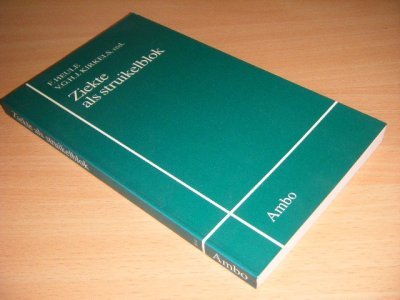 F. HEULE
V.G.H.J. KIRKELS, red.
Ziekte
als struikelblok
Ambo
Ziekte als struikelblok
Ambo